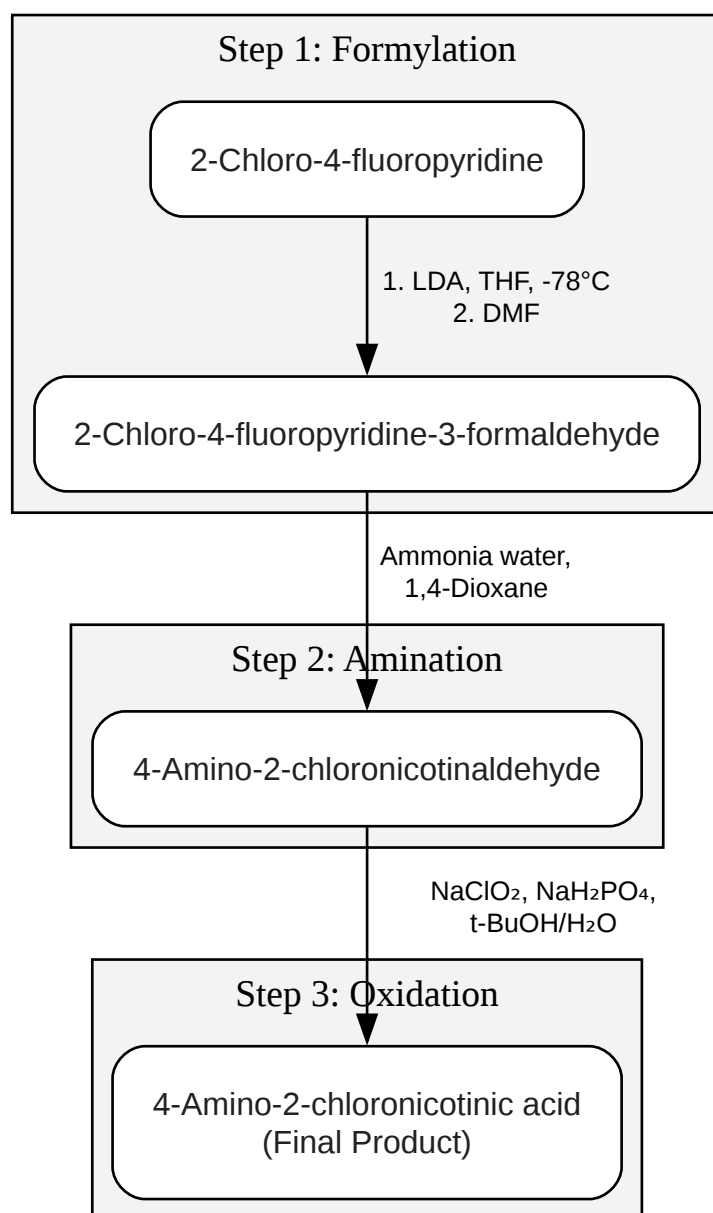 Step 1: Formylation
2-Chloro-4-fluoropyridine
1. LDA, THF, -78°C
2. DMF
2-Chloro-4-fluoropyridine-3-formaldehyde
Ammonia water,
1,4-Dioxane
Step 2: Amination
4-Amino-2-chloronicotinaldehyde
NaClO₂, NaH₂PO₄,
t-BuOH/H₂O
Step 3: Oxidation
4-Amino-2-chloronicotinic acid
(Final Product)